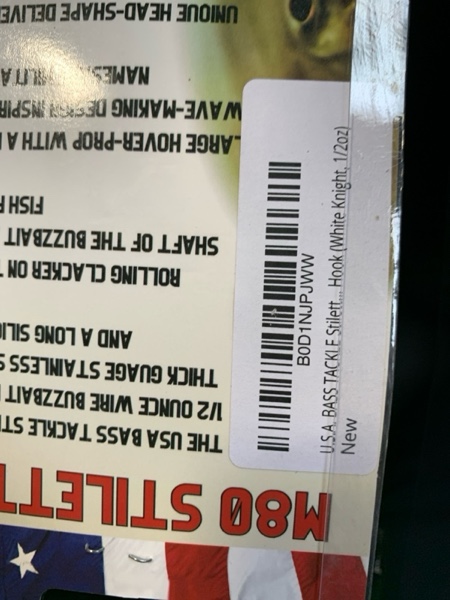 M80 STILETT
THE USA BASS TACKLE ST
1/2 OUNCE WIRE BUZZBAIT
THICK GUAGE STAINLESS S
AND A LONG SILI
ROLLING CLACKER ON
SHAFT OF THE BUZZBAIT
FISH
LARGE HOVER-PROP WITH A
WAVE-MAKING DESIGN INSPIR
NAMES
UNIQUE HEAD-SHAPE DELIVE
B0D1NJPJWW
U.S.A. BASS TACKLE Stilett... Hook (White Knight, 1/2oz)
New